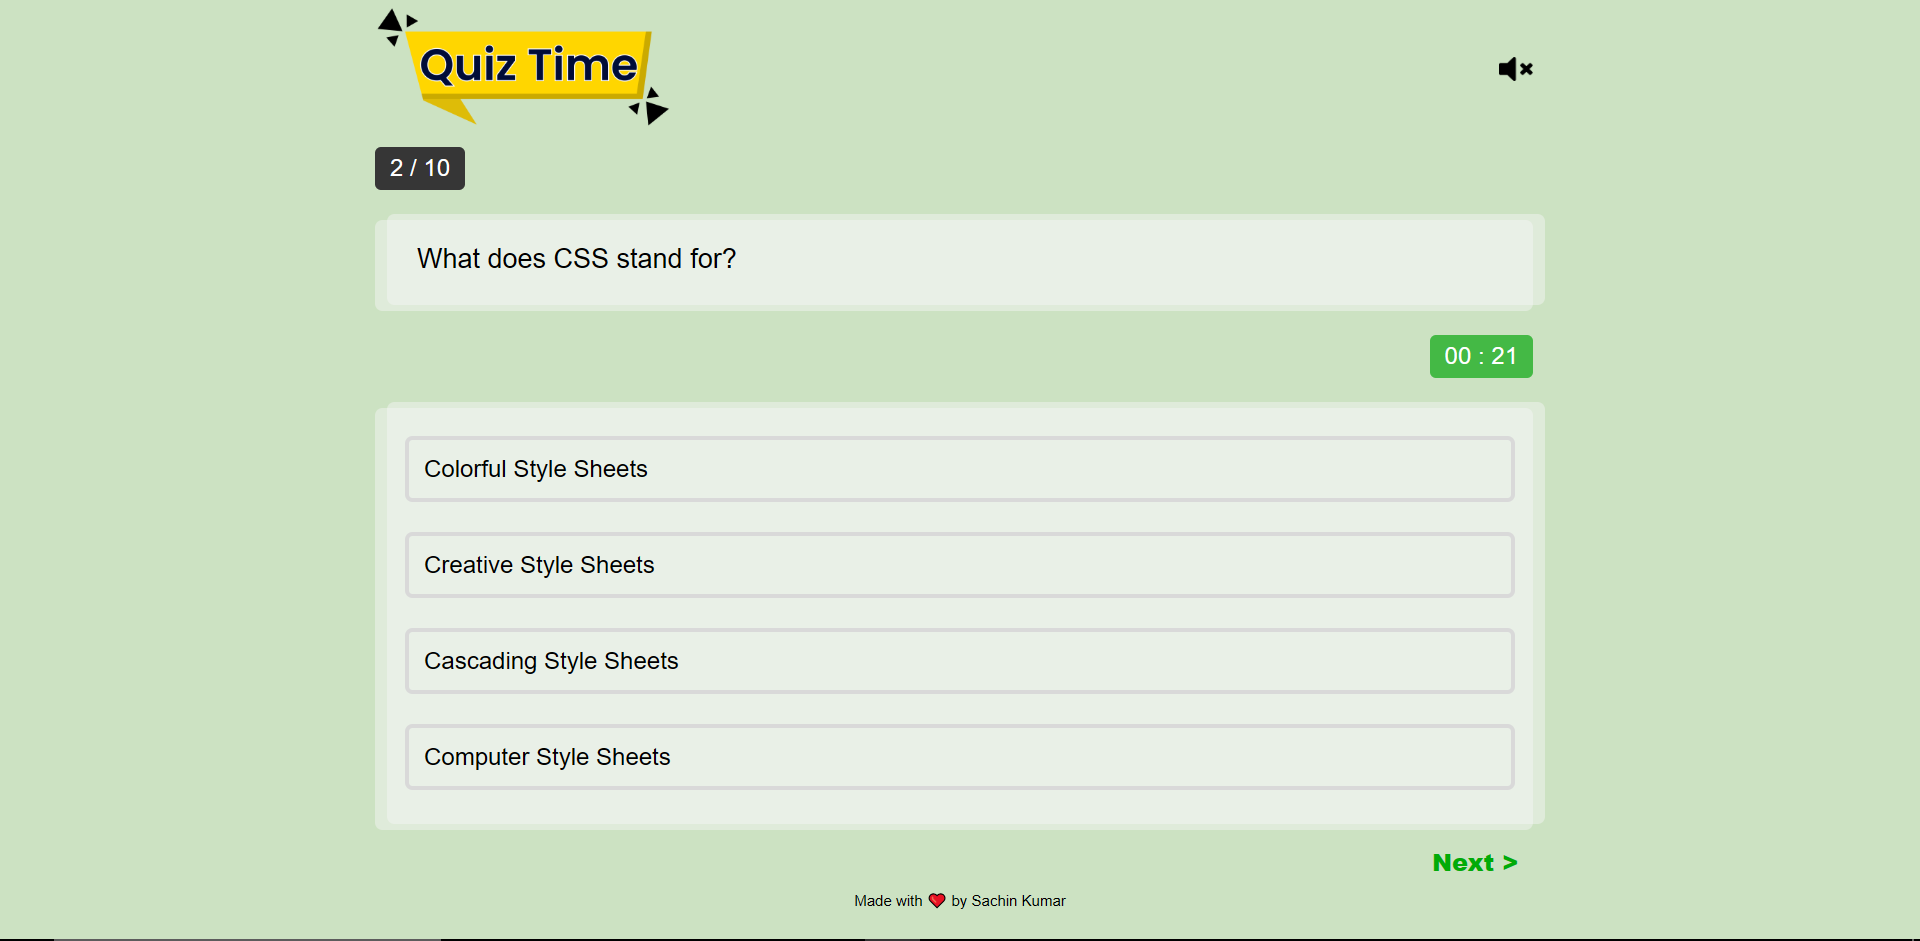 Quiz Time
2 / 10
What does CSS stand for?
00 : 21
Colorful Style Sheets
Creative Style Sheets
Cascading Style Sheets
Computer Style Sheets
Next >
Made with ❤ by Sachin Kumar